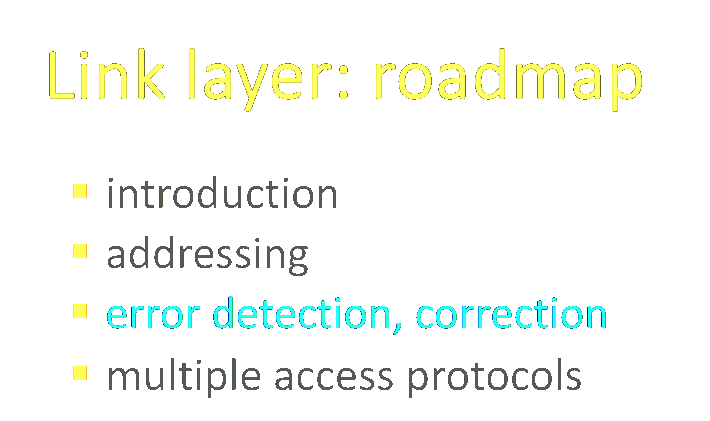 Link layer: roadmap
▪ introduction
▪ addressing
▪ error detection, correction
▪ multiple access protocols